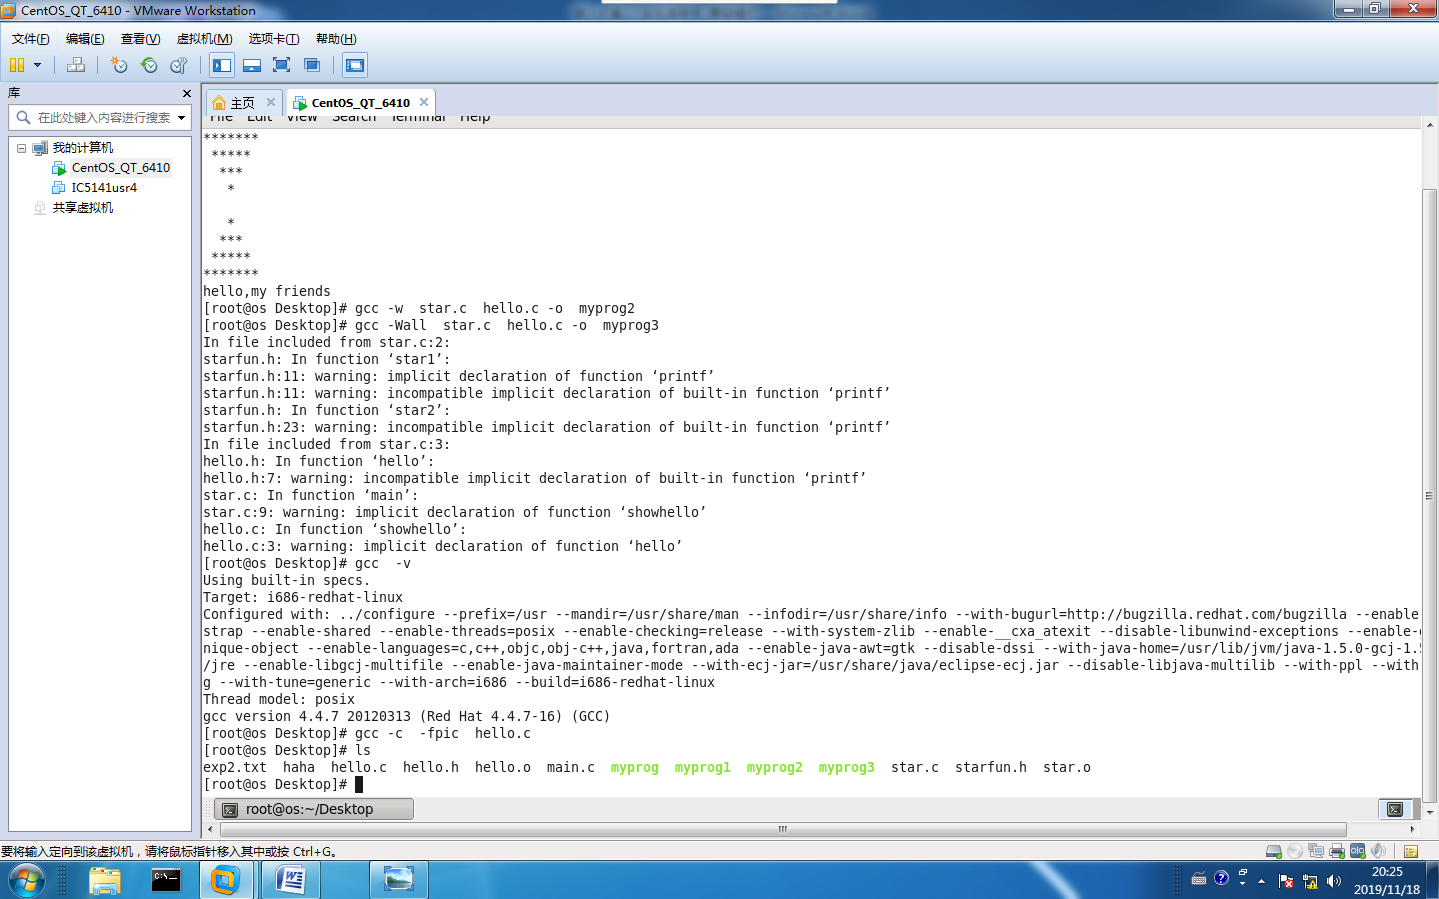 CentOS_QT_6410 - VMware Workstation
文件(F) 编辑(E) 查看(V) 虚拟机(M) 选项卡(T) 帮助(H)
库
在此处键入内容进行搜索
我的计算机
CentOS_QT_6410
IC5141usr4
共享虚拟机
主页 CentOS_QT_6410
File Edit View Search Terminal Help
*******
*****
***
*
*
***
*****
*******
hello,my friends
[root@os Desktop]# gcc -w  star.c  hello.c -o  myprog2
[root@os Desktop]# gcc -Wall  star.c  hello.c -o  myprog3
In file included from star.c:2:
starfun.h: In function ‘star1’:
starfun.h:11: warning: implicit declaration of function ‘printf’
starfun.h:11: warning: incompatible implicit declaration of built-in function ‘printf’
starfun.h: In function ‘star2’:
starfun.h:23: warning: incompatible implicit declaration of built-in function ‘printf’
In file included from star.c:3:
hello.h: In function ‘hello’:
hello.h:7: warning: incompatible implicit declaration of built-in function ‘printf’
star.c: In function ‘main’:
star.c:9: warning: implicit declaration of function ‘showhello’
hello.c: In function ‘showhello’:
hello.c:3: warning: implicit declaration of function ‘hello’
[root@os Desktop]# gcc  -v
Using built-in specs.
Target: i686-redhat-linux
Configured with: ../configure --prefix=/usr --mandir=/usr/share/man --infodir=/usr/share/info --with-bugurl=http://bugzilla.redhat.com/bugzilla --enable
strap --enable-shared --enable-threads=posix --enable-checking=release --with-system-zlib --enable-__cxa_atexit --disable-libunwind-exceptions --enable-
nique-object --enable-languages=c,c++,objc,obj-c++,java,fortran,ada --enable-java-awt=gtk --disable-dssi --with-java-home=/usr/lib/jvm/java-1.5.0-gcj-1.5
/jre --enable-libgcj-multifile --enable-java-maintainer-mode --with-ecj-jar=/usr/share/java/eclipse-ecj.jar --disable-libjava-multilib --with-ppl --with
g --with-tune=generic --with-arch=i686 --build=i686-redhat-linux
Thread model: posix
gcc version 4.4.7 20120313 (Red Hat 4.4.7-16) (GCC)
[root@os Desktop]# gcc -c  -fpic  hello.c
[root@os Desktop]# ls
exp2.txt  haha  hello.c  hello.h  hello.o  main.c  myprog  myprog1  myprog2  myprog3  star.c  starfun.h  star.o
[root@os Desktop]#
root@os:~/Desktop
要将输入定向到该虚拟机，请将鼠标指针移入其中或按 Ctrl+G。
20:25
2019/11/18